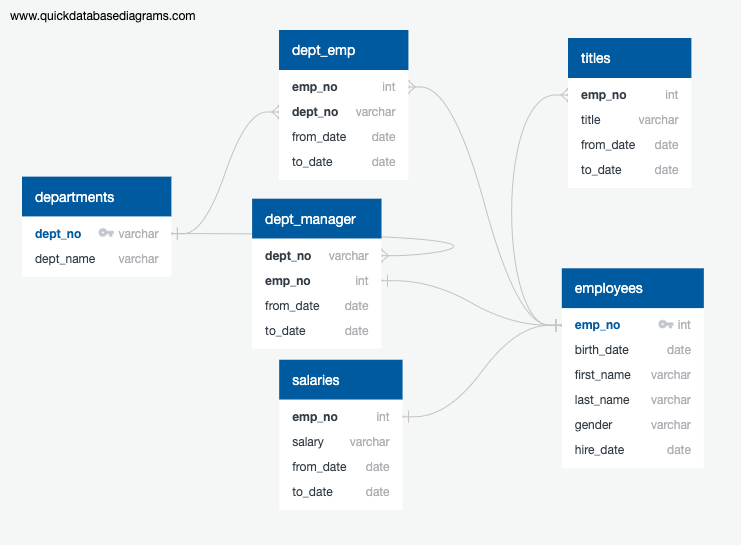 www.quickdatabasediagrams.com
dept_emp
emp_no int
dept_no varchar
from_date date
to_date date
titles
emp_no int
title varchar
from_date date
to_date date
departments
dept_no varchar
dept_name varchar
dept_manager
dept_no varchar
emp_no int
from_date date
to_date date
employees
emp_no int
birth_date date
first_name varchar
last_name varchar
gender varchar
hire_date date
salaries
emp_no int
salary varchar
from_date date
to_date date